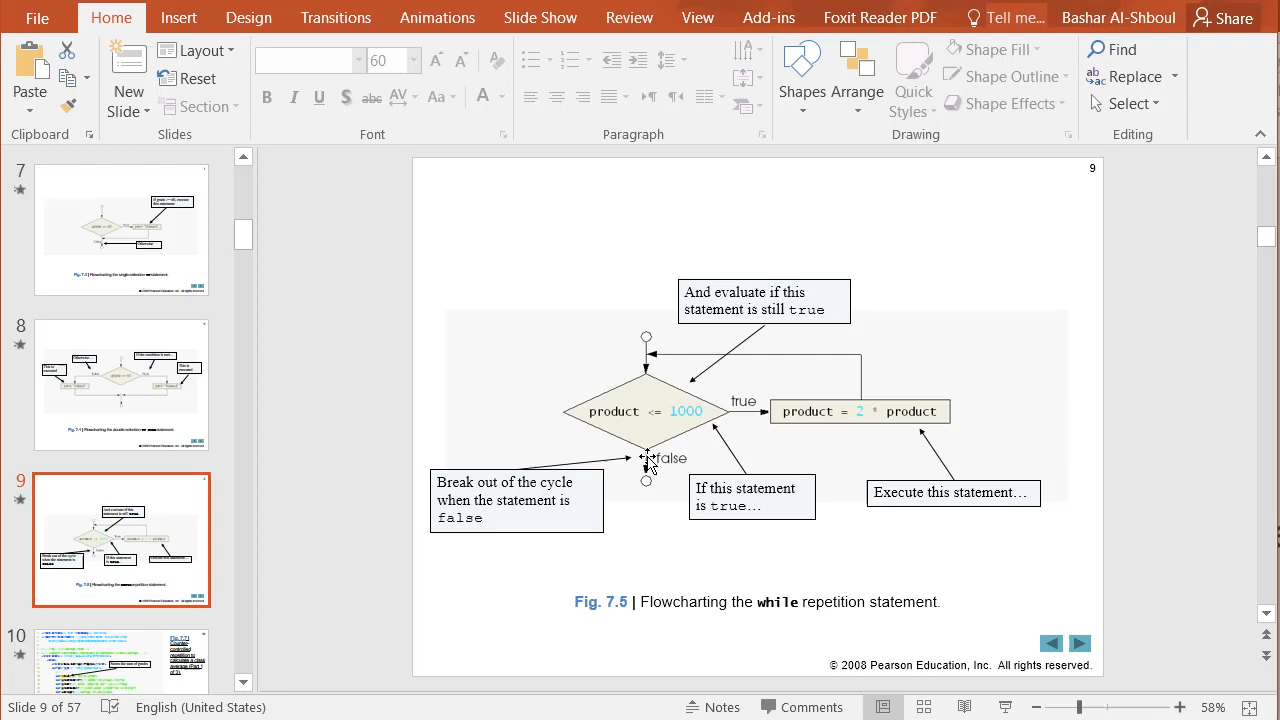 File Home Insert Design Transitions Animations Slide Show Review View Add-ins Foxit Reader PDF Tell me... Bashar Al-Shboul Share
Paste
Clipboard
New
Slide
Layout
Reset
Section
Slides
60
B I U S abc AV Aa A
Font
Paragraph
Shapes
Arrange
Quick
Styles
Shape Fill
Shape Outline
Shape Effects
Drawing
Find
Replace
Select
Editing
7
8
9
10
9
And evaluate if this
statement is still true
product <= 1000
true
product = 2 * product
false
Break out of the cycle
when the statement is
false
If this statement
is true…
Execute this statement…
Fig. 7.5 | Flowcharting the while repetition statement.
© 2008 Pearson Education, Inc. All rights reserved.
Slide 9 of 57 English (United States) Notes Comments 58%